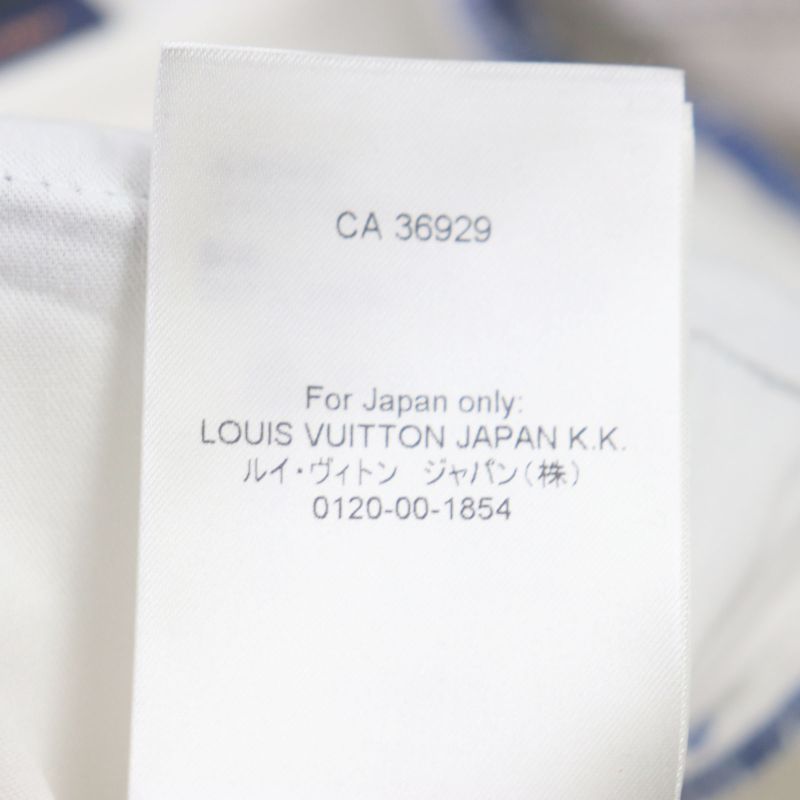 CA 36929
For Japan only:
LOUIS VUITTON JAPAN K.K.
ルイ・ヴィトン ジャパン(株)
0120-00-1854